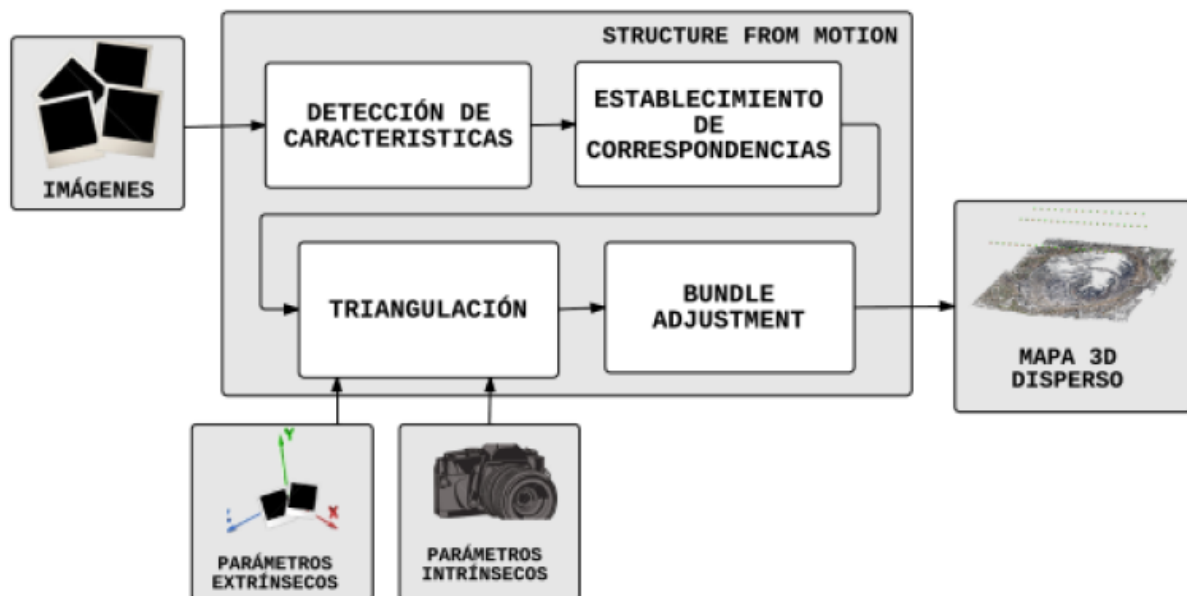 STRUCTURE FROM MOTION
IMÁGENES
DETECCIÓN DE
CARACTERISTICAS
ESTABLECIMIENTO
DE
CORRESPONDENCIAS
TRIANGULACIÓN
BUNDLE
ADJUSTMENT
MAPA 3D
DISPERSO
Y
X
PARÁMETROS
EXTRÍNSECOS
PARÁMETROS
INTRÍNSECOS